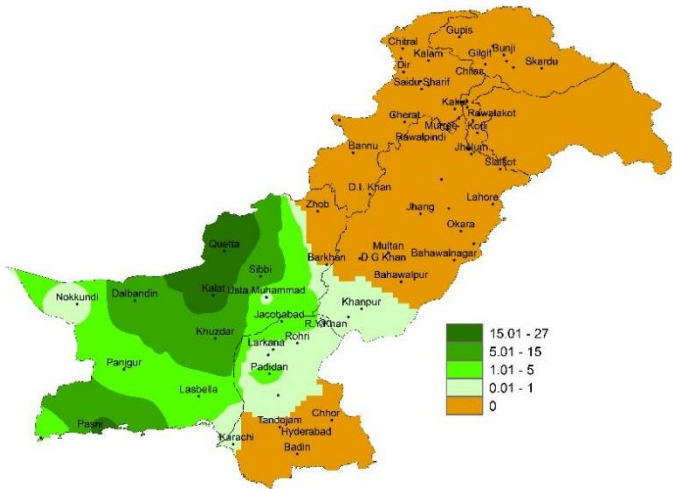 Gupis
Chitral
Kalam
Gilgit
Bunji
Skardu
Dir
Chilas
Saidu Sharif
Kakul
Rawalakot
Cherat
Murree
Kotli
Rawalpindi
Bannu
Jhelum
Sialkot
D.I. Khan
Zhob
Jhang
Lahore
Okara
Quetta
Multan
Barkhan
D G Khan
Bahawalnagar
Sibbi
Bahawalpur
Nokkundi
Dalbandin
Kalat
Usta Muhammad
Khanpur
Jacobabad
R.Y.Khan
Khuzdar
Rohri
Larkana
Panjgur
Padidan
Lasbella
Pasni
Chhor
Tandojam
Hyderabad
Karachi
Badin
15.01 - 27
5.01 - 15
1.01 - 5
0.01 - 1
0